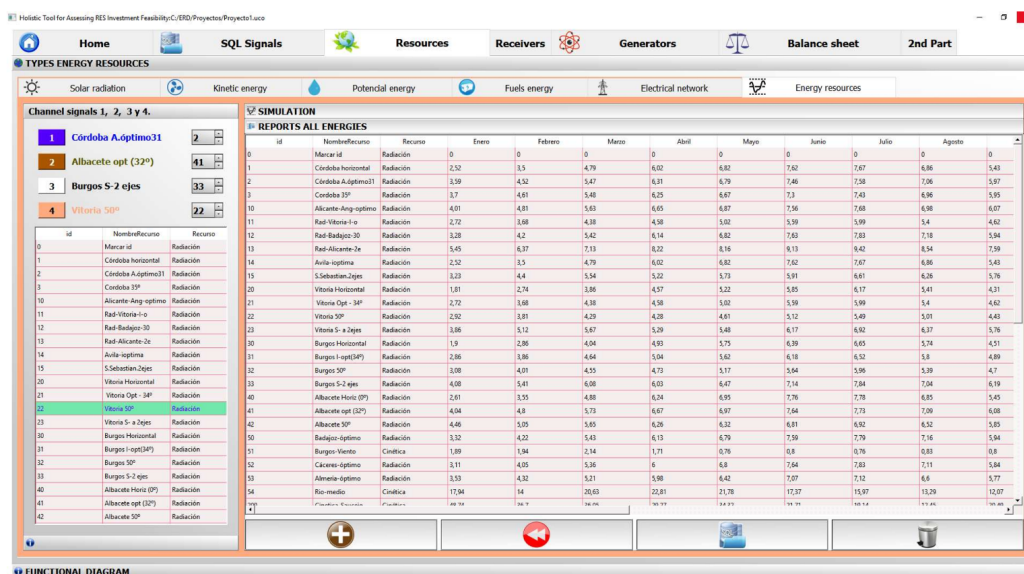 Holistic Tool for Assessing RES Investment Feasibility:C:/ERD/Proyectos/Proyecto1.uco
Home SQL Signals Resources Receivers Generators Balance sheet 2nd Part
TYPES ENERGY RESOURCES
Solar radiation Kinetic energy Potencial energy Fuels energy Electrical network Energy resources
Channel signals 1, 2, 3 y 4.
1 Córdoba A.óptimo31 2
2 Albacete opt (32º) 41
3 Burgos S-2 ejes 33
4 Vitoria 50º 22
id NombreRecurso Recurso
0 Marcar id Radiación
1 Córdoba horizontal Radiación
2 Córdoba A.óptimo31 Radiación
3 Cordoba 35º Radiación
10 Alicante-Ang-optimo Radiación
11 Rad-Vitoria-I-o Radiación
12 Rad-Badajoz-30 Radiación
13 Rad-Alicante-2e Radiación
14 Avila-ioptima Radiación
15 S.Sebastian.2ejes Radiación
20 Vitoria Horizontal Radiación
21 Vitoria Opt - 34º Radiación
22 Vitoria 50º Radiación
23 Vitoria S- a 2ejes Radiación
30 Burgos Horizontal Radiación
31 Burgos I-opt(34º) Radiación
32 Burgos 50º Radiación
33 Burgos S-2 ejes Radiación
40 Albacete Horiz (0º) Radiación
41 Albacete opt (32º) Radiación
42 Albacete 50º Radiación
SIMULATION
REPORTS ALL ENERGIES
id NombreRecurso Recurso Enero Febrero Marzo Abril Mayo Junio Julio Agosto
0 Marcar id Radiación 0 0 0 0 0 0 0 0 0
1 Córdoba horizontal Radiación 2,52 3,5 4,79 6,02 6,82 7,62 7,67 6,86 5,43
2 Córdoba A.óptimo31 Radiación 3,59 4,52 5,47 6,31 6,79 7,46 7,58 7,06 5,97
3 Cordoba 35º Radiación 3,7 4,61 5,48 6,25 6,67 7,3 7,43 6,96 5,95
10 Alicante-Ang-optimo Radiación 4,01 4,81 5,63 6,65 6,87 7,56 7,68 6,98 6,07
11 Rad-Vitoria-I-o Radiación 2,72 3,68 4,38 4,58 5,02 5,59 5,99 5,4 4,62
12 Rad-Badajoz-30 Radiación 3,28 4,2 5,42 6,14 6,82 7,63 7,83 7,18 5,94
13 Rad-Alicante-2e Radiación 5,45 6,37 7,13 8,22 8,16 9,13 9,42 8,54 7,59
14 Avila-ioptima Radiación 2,52 3,5 4,79 6,02 6,82 7,62 7,67 6,86 5,43
15 S.Sebastian.2ejes Radiación 3,23 4,4 5,54 5,22 5,73 5,91 6,61 6,26 5,76
20 Vitoria Horizontal Radiación 1,81 2,74 3,86 4,57 5,22 5,85 6,17 5,41 4,31
21 Vitoria Opt - 34º Radiación 2,72 3,68 4,38 4,58 5,02 5,59 5,99 5,4 4,62
22 Vitoria 50º Radiación 2,92 3,81 4,29 4,28 4,61 5,12 5,49 5,01 4,43
23 Vitoria S- a 2ejes Radiación 3,86 5,12 5,67 5,29 5,48 6,17 6,92 6,37 5,76
30 Burgos Horizontal Radiación 1,9 2,86 4,04 4,93 5,75 6,39 6,65 5,74 4,51
31 Burgos I-opt(34º) Radiación 2,86 3,86 4,64 5,04 5,62 6,18 6,52 5,8 4,89
32 Burgos 50º Radiación 3,08 4,01 4,55 4,73 5,17 5,64 5,96 5,39 4,7
33 Burgos S-2 ejes Radiación 4,08 5,41 6,08 6,03 6,47 7,14 7,84 7,04 6,19
40 Albacete Horiz (0º) Radiación 2,61 3,55 4,88 6,24 6,95 7,76 7,78 6,85 5,45
41 Albacete opt (32º) Radiación 4,04 4,8 5,73 6,67 6,97 7,64 7,73 7,09 6,08
42 Albacete 50º Radiación 4,46 5,05 5,65 6,26 6,32 6,81 6,92 6,52 5,85
50 Badajoz-óptimo Radiación 3,32 4,22 5,43 6,13 6,79 7,59 7,79 7,16 5,94
51 Burgos-Viento Cinética 1,89 1,94 2,14 1,71 0,76 0,8 0,76 0,83 0,8
52 Cáceres-óptimo Radiación 3,11 4,05 5,36 6 6,8 7,64 7,83 7,11 5,84
53 Almeria-óptimo Radiación 3,53 4,32 5,21 5,98 6,42 7,07 7,12 6,6 5,77
54 Rio-medio Cinética 17,94 14 20,63 22,81 21,78 17,37 15,97 13,29 12,07
FUNCTIONAL DIAGRAM